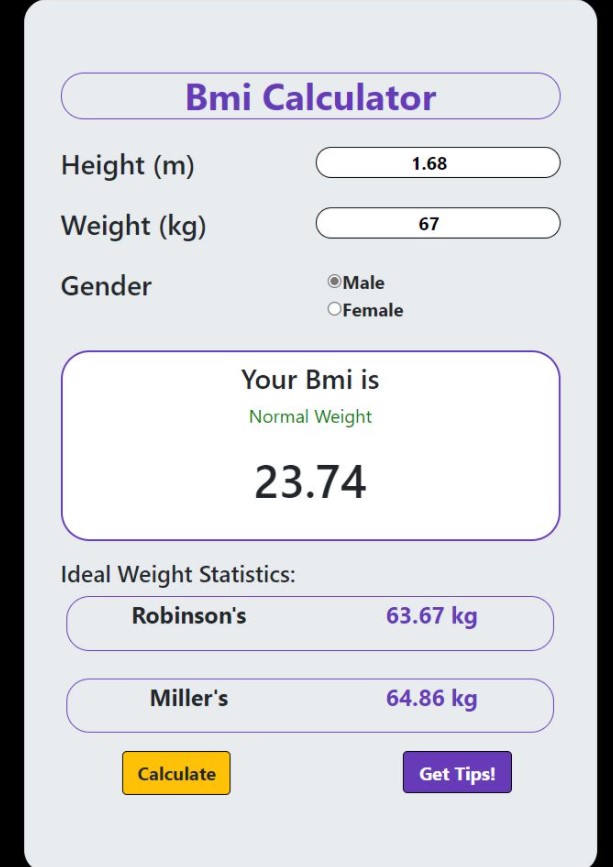 Bmi Calculator
Height (m) 1.68
Weight (kg) 67
Gender Male
Female
Your Bmi is
Normal Weight
23.74
Ideal Weight Statistics:
Robinson's 63.67 kg
Miller's 64.86 kg
Calculate Get Tips!